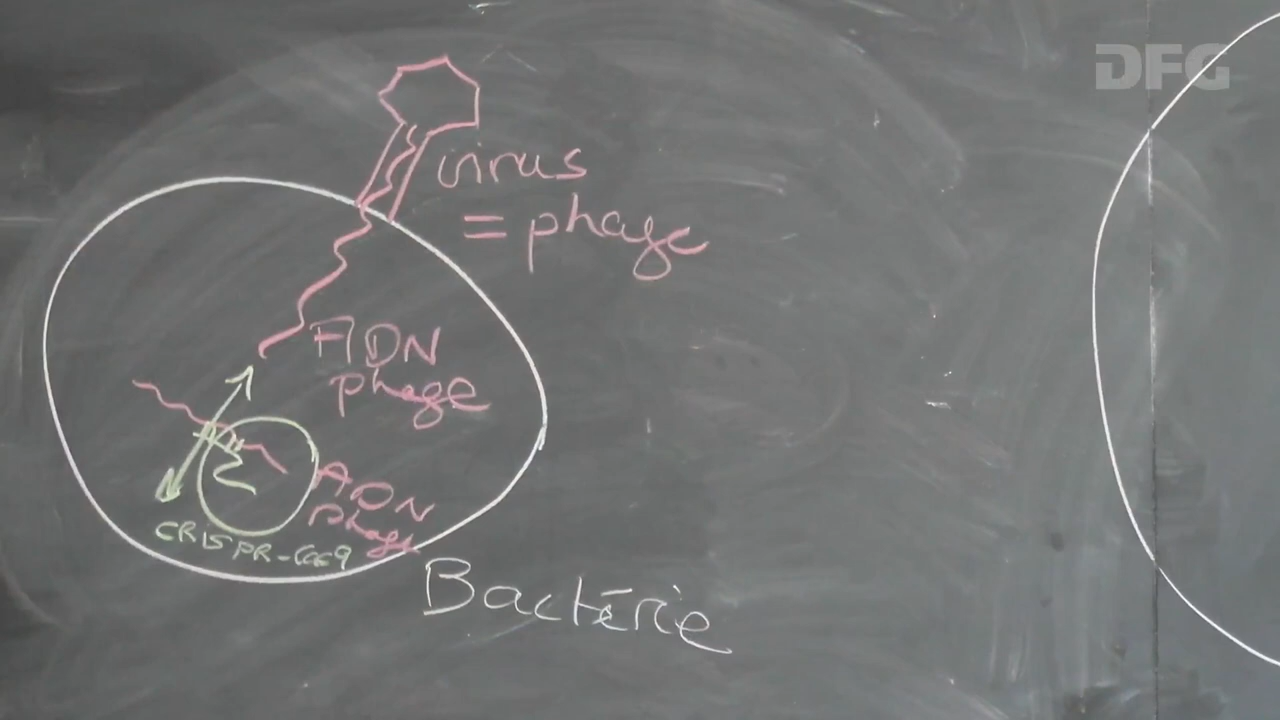 DFG
virus
= phage
ADN
phage
ADN
phage
CRISPR-Cas9
Bactérie